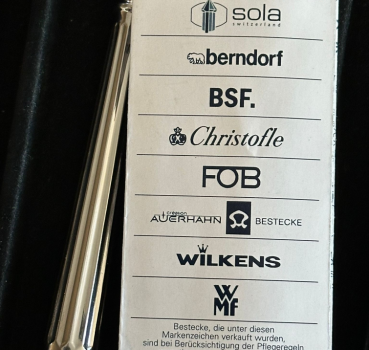 sola
switzerland
berndorf
BSF.
Christofle
FOB
creation
AUERHAHN BESTECKE
WILKENS
WMF
Bestecke, die unter diesen
Markenzeichen verkauft wurden,
sind bei Berücksichtigung der Pflegeregeln